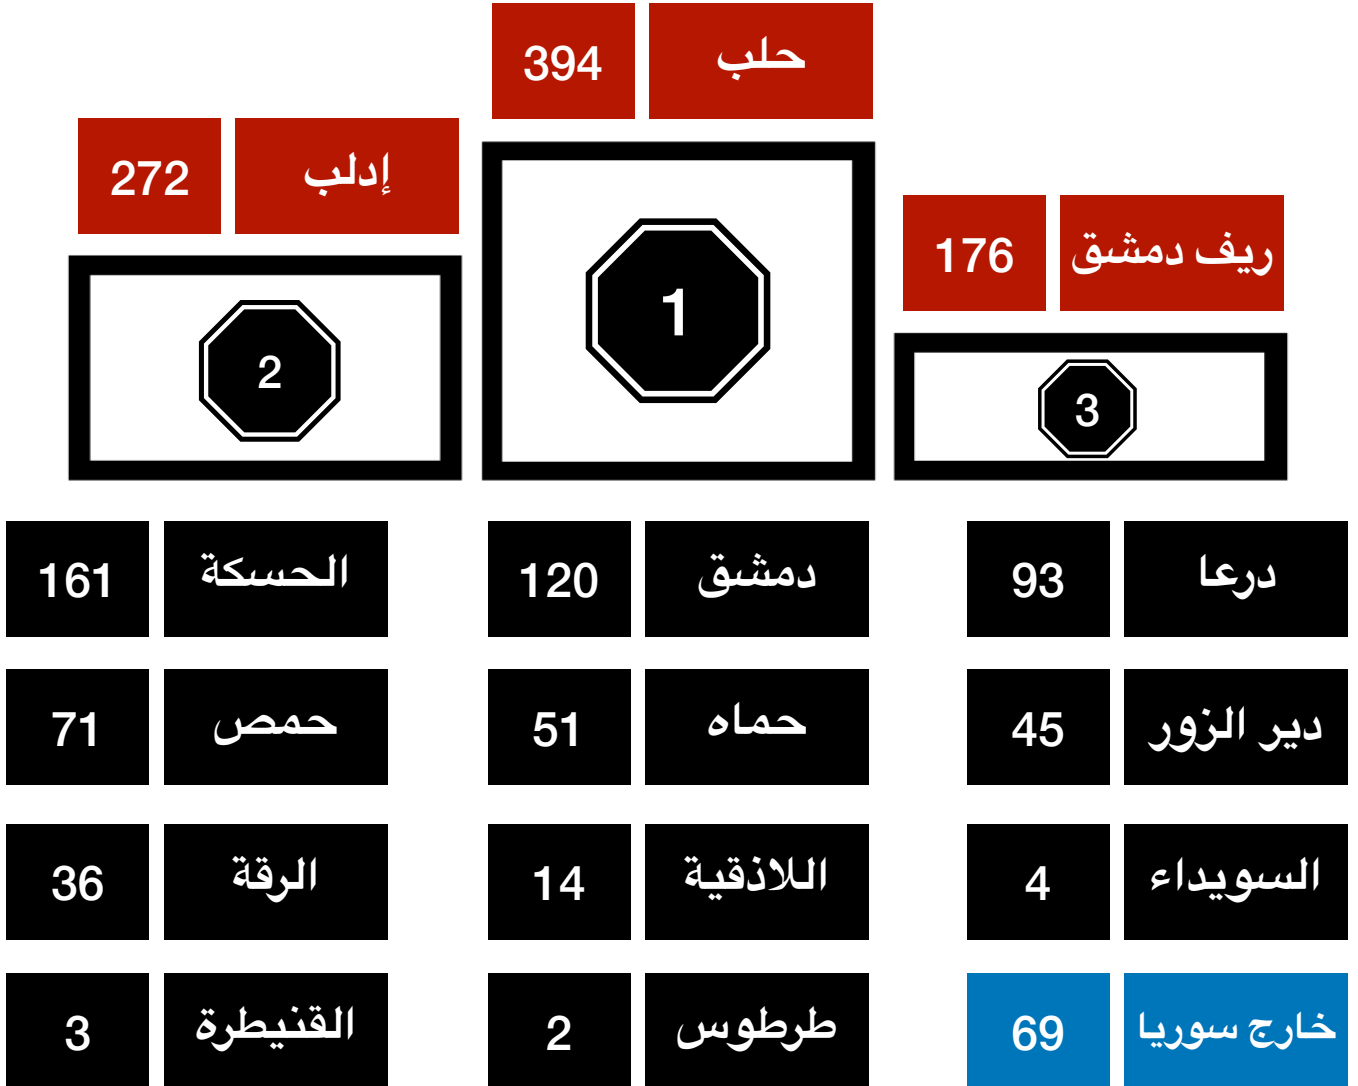 حلب 394
إدلب 272
ريف دمشق 176
1
2
3
درعا 93
دمشق 120
الحسكة 161
دير الزور 45
حماه 51
حمص 71
السويداء 4
اللاذقية 14
الرقة 36
خارج سوريا 69
طرطوس 2
القنيطرة 3